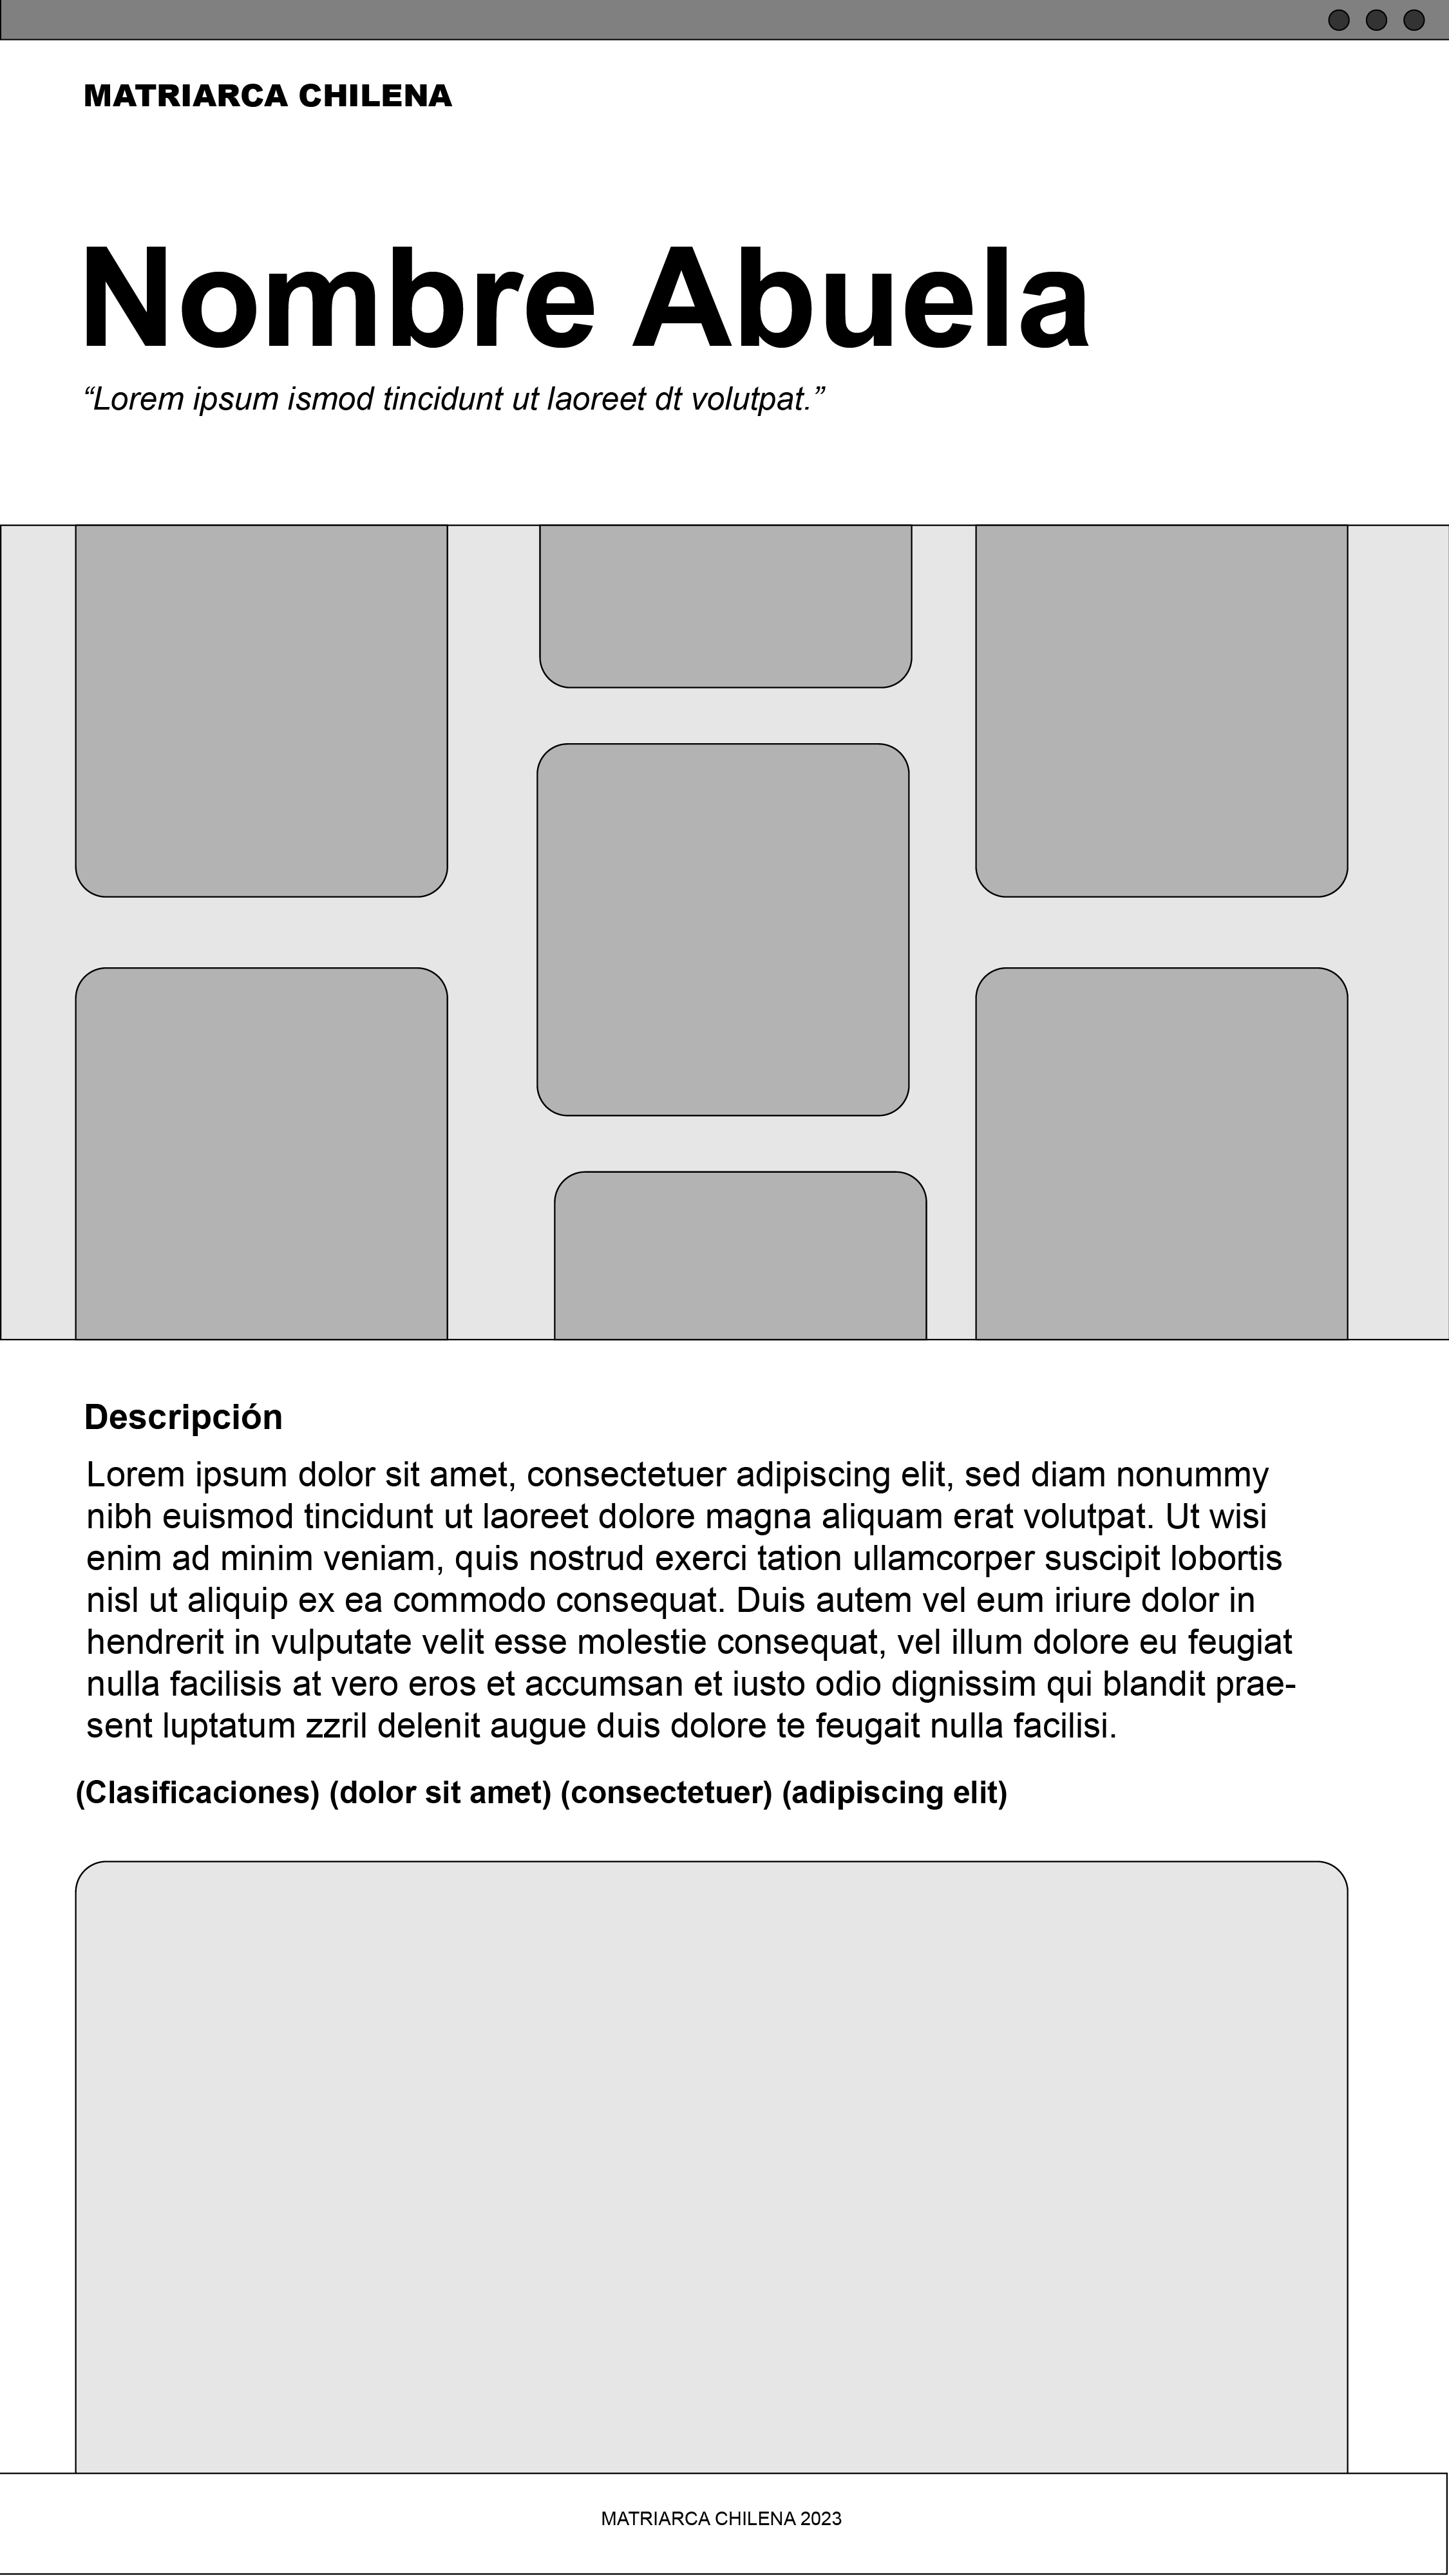 MATRIARCA CHILENA
Nombre Abuela
“Lorem ipsum ismod tincidunt ut laoreet dt volutpat.”
Descripción
Lorem ipsum dolor sit amet, consectetuer adipiscing elit, sed diam nonummy
nibh euismod tincidunt ut laoreet dolore magna aliquam erat volutpat. Ut wisi
enim ad minim veniam, quis nostrud exerci tation ullamcorper suscipit lobortis
nisl ut aliquip ex ea commodo consequat. Duis autem vel eum iriure dolor in
hendrerit in vulputate velit esse molestie consequat, vel illum dolore eu feugiat
nulla facilisis at vero eros et accumsan et iusto odio dignissim qui blandit prae-
sent luptatum zzril delenit augue duis dolore te feugait nulla facilisi.
(Clasificaciones) (dolor sit amet) (consectetuer) (adipiscing elit)
MATRIARCA CHILENA 2023